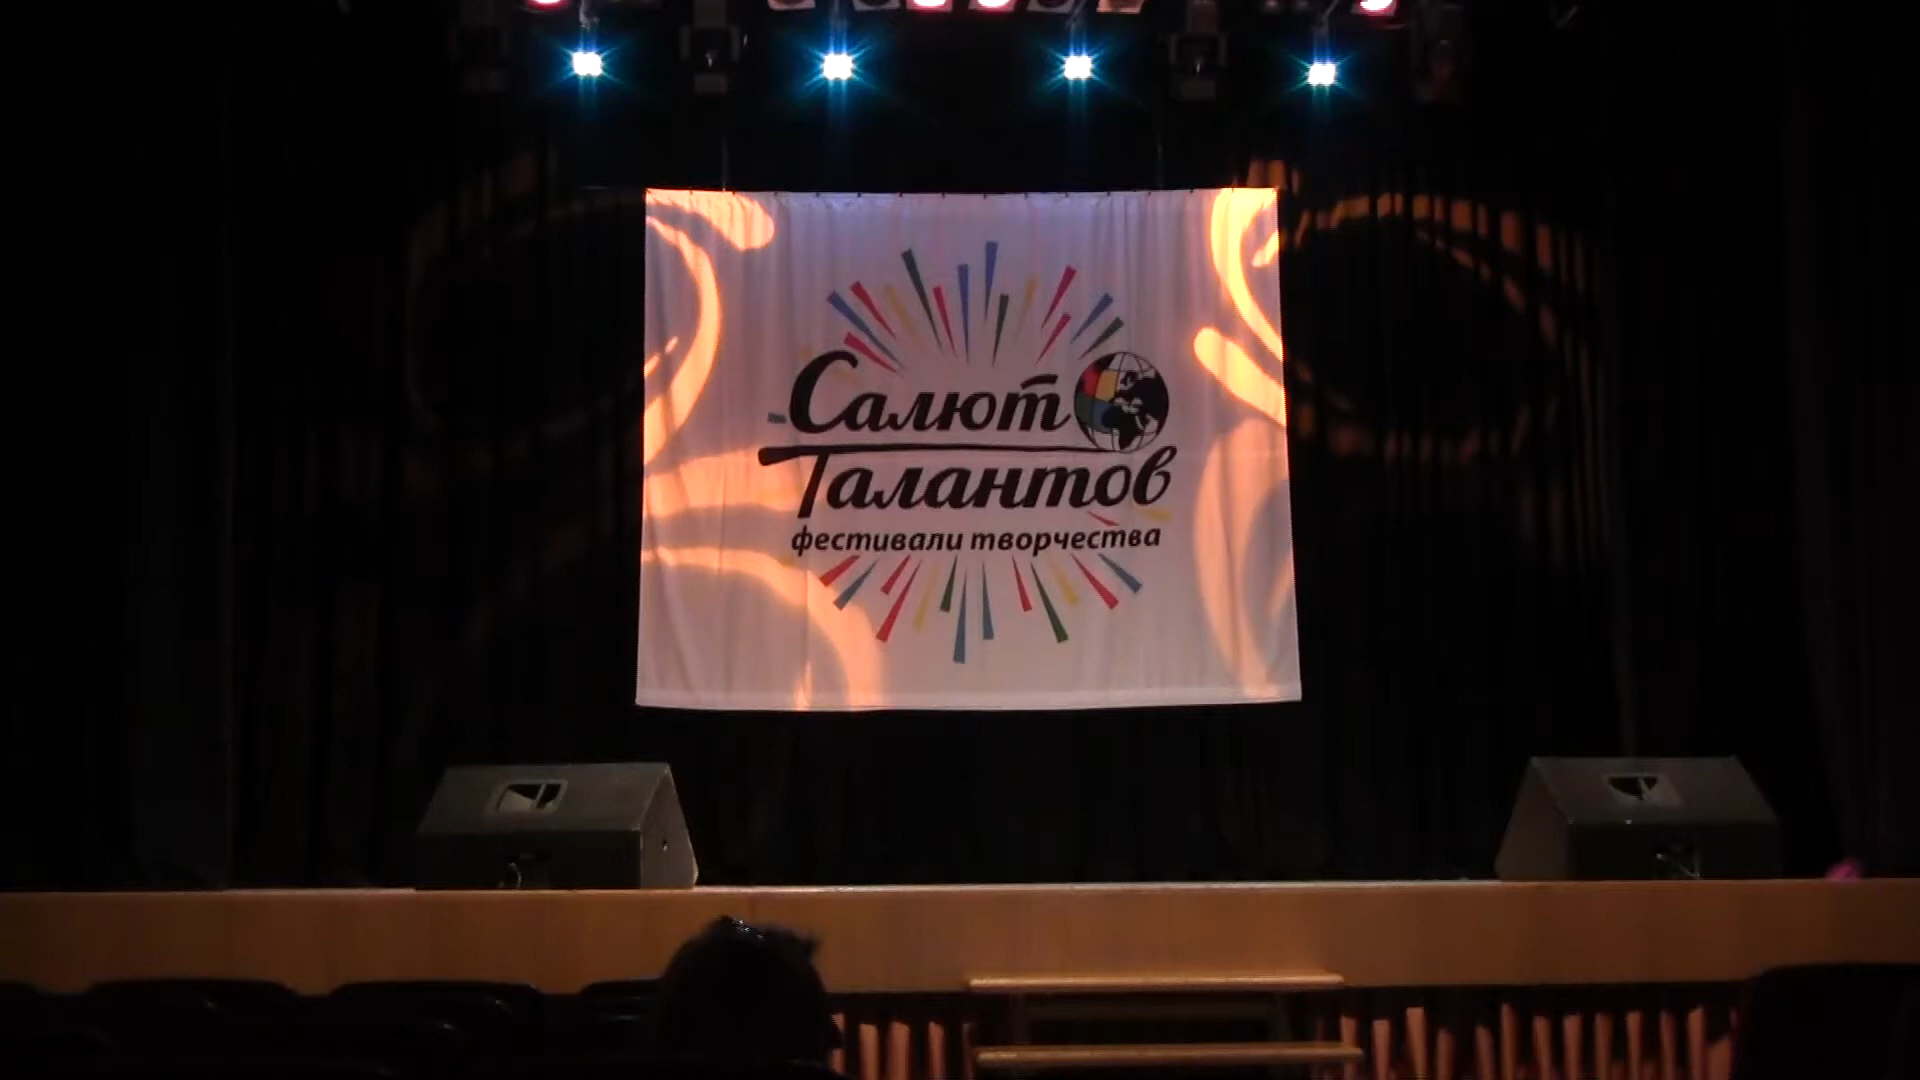 Салют
Талантов
фестивали творчества